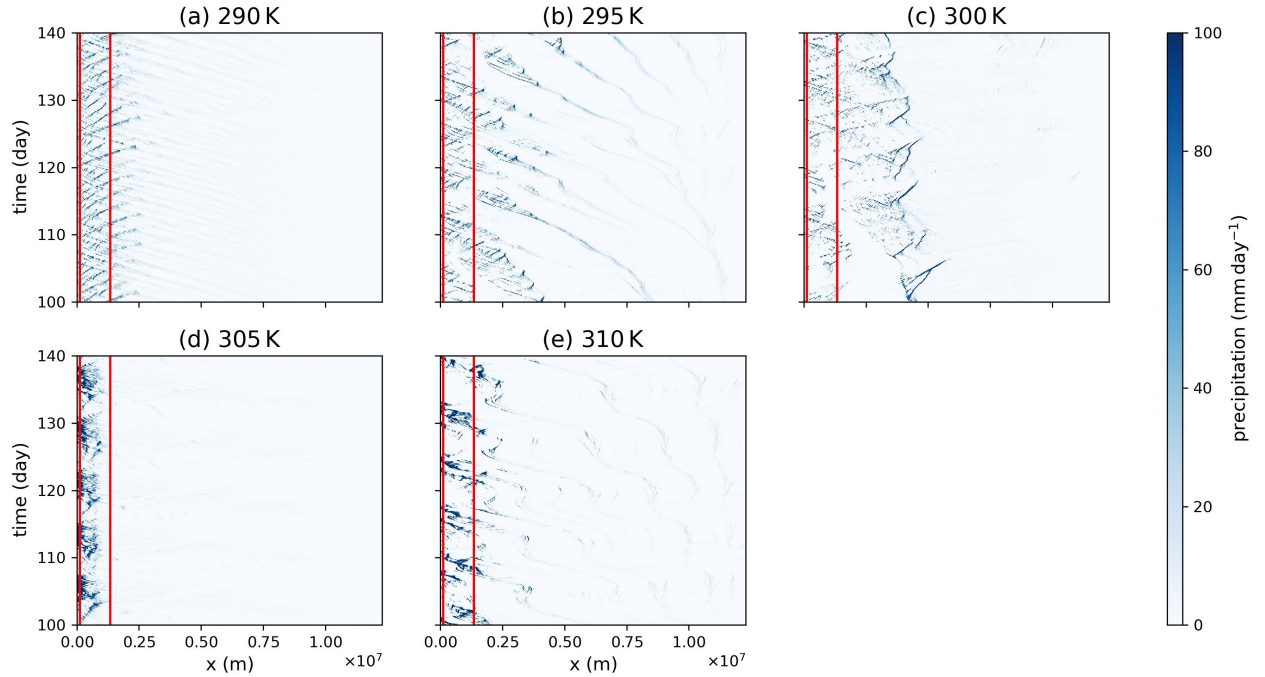 (a) 290 K
(b) 295 K
(c) 300 K
140
130
120
110
100
time (day)
100
80
60
40
20
0
precipitation (mm day⁻¹)
(d) 305 K
(e) 310 K
140
130
120
110
100
time (day)
0.00 0.25 0.50 0.75 1.00
×10⁷
x (m)
0.00 0.25 0.50 0.75 1.00
×10⁷
x (m)